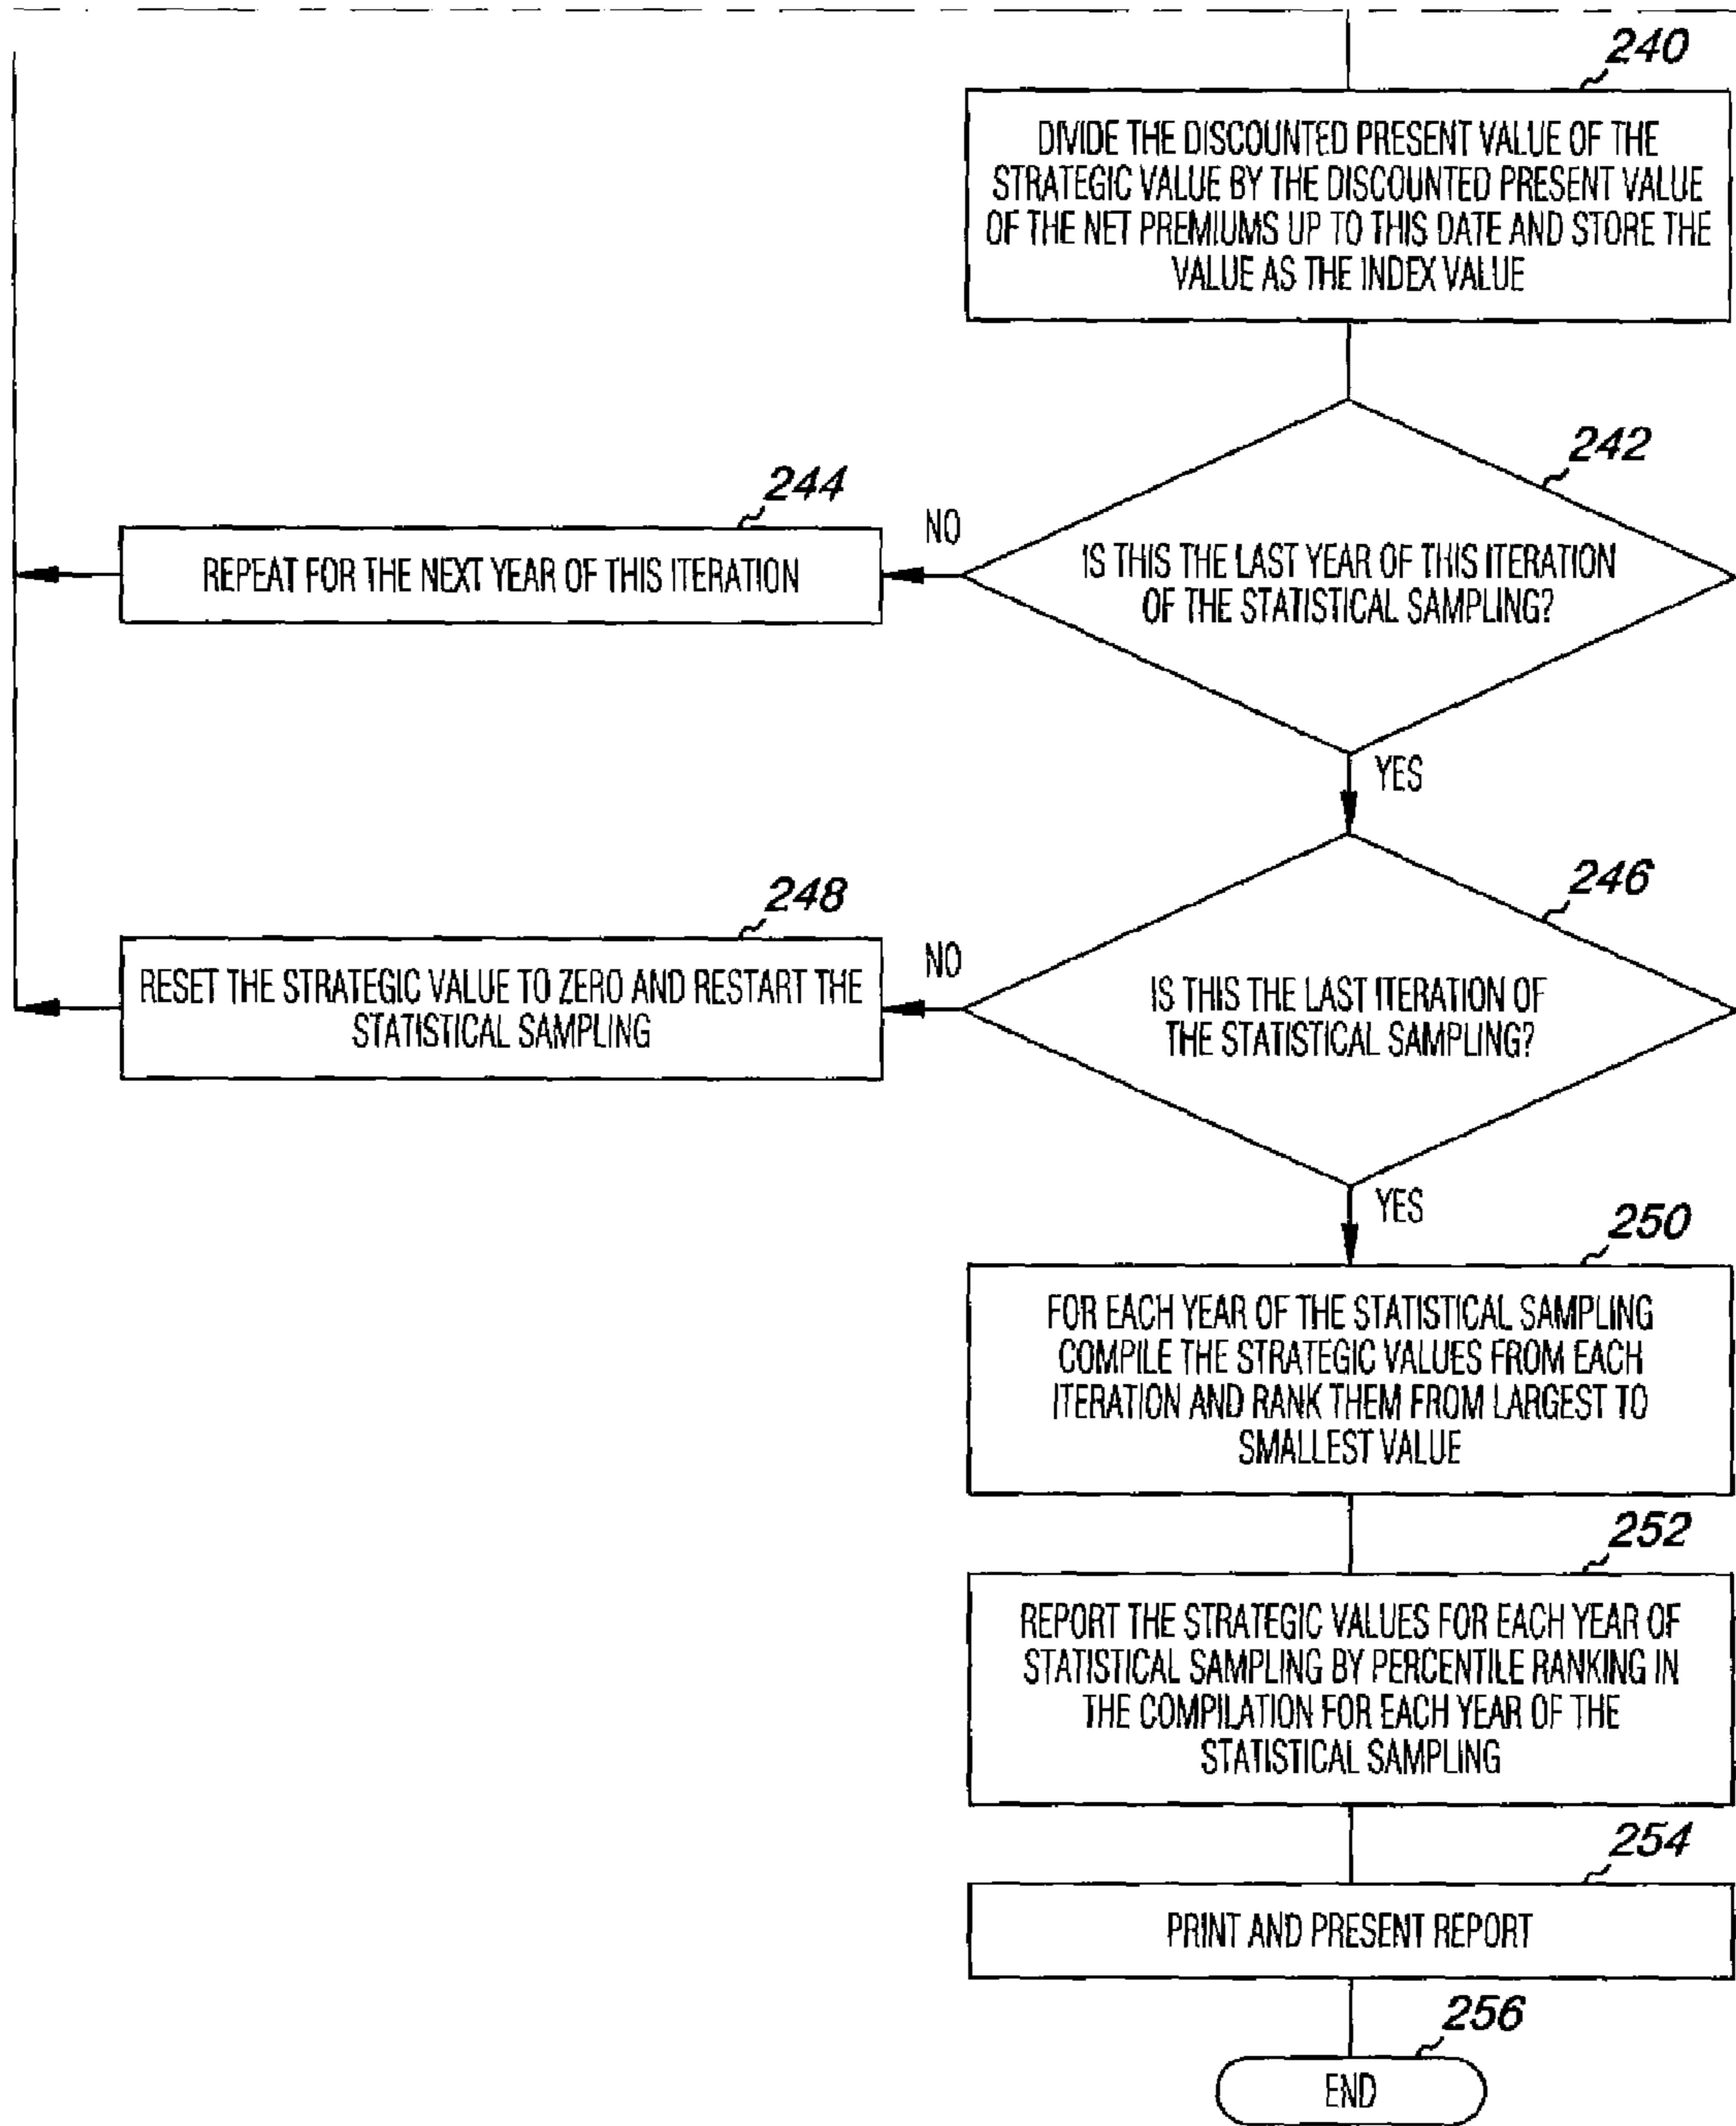 240
DIVIDE THE DISCOUNTED PRESENT VALUE OF THE
STRATEGIC VALUE BY THE DISCOUNTED PRESENT VALUE
OF THE NET PREMIUMS UP TO THIS DATE AND STORE THE
VALUE AS THE INDEX VALUE
242
IS THIS THE LAST YEAR OF THIS ITERATION
OF THE STATISTICAL SAMPLING?
NO
244
REPEAT FOR THE NEXT YEAR OF THIS ITERATION
YES
246
IS THIS THE LAST ITERATION OF
THE STATISTICAL SAMPLING?
NO
248
RESET THE STRATEGIC VALUE TO ZERO AND RESTART THE
STATISTICAL SAMPLING
YES
250
FOR EACH YEAR OF THE STATISTICAL SAMPLING
COMPILE THE STRATEGIC VALUES FROM EACH
ITERATION AND RANK THEM FROM LARGEST TO
SMALLEST VALUE
252
REPORT THE STRATEGIC VALUES FOR EACH YEAR OF
STATISTICAL SAMPLING BY PERCENTILE RANKING IN
THE COMPILATION FOR EACH YEAR OF THE
STATISTICAL SAMPLING
254
PRINT AND PRESENT REPORT
256
END